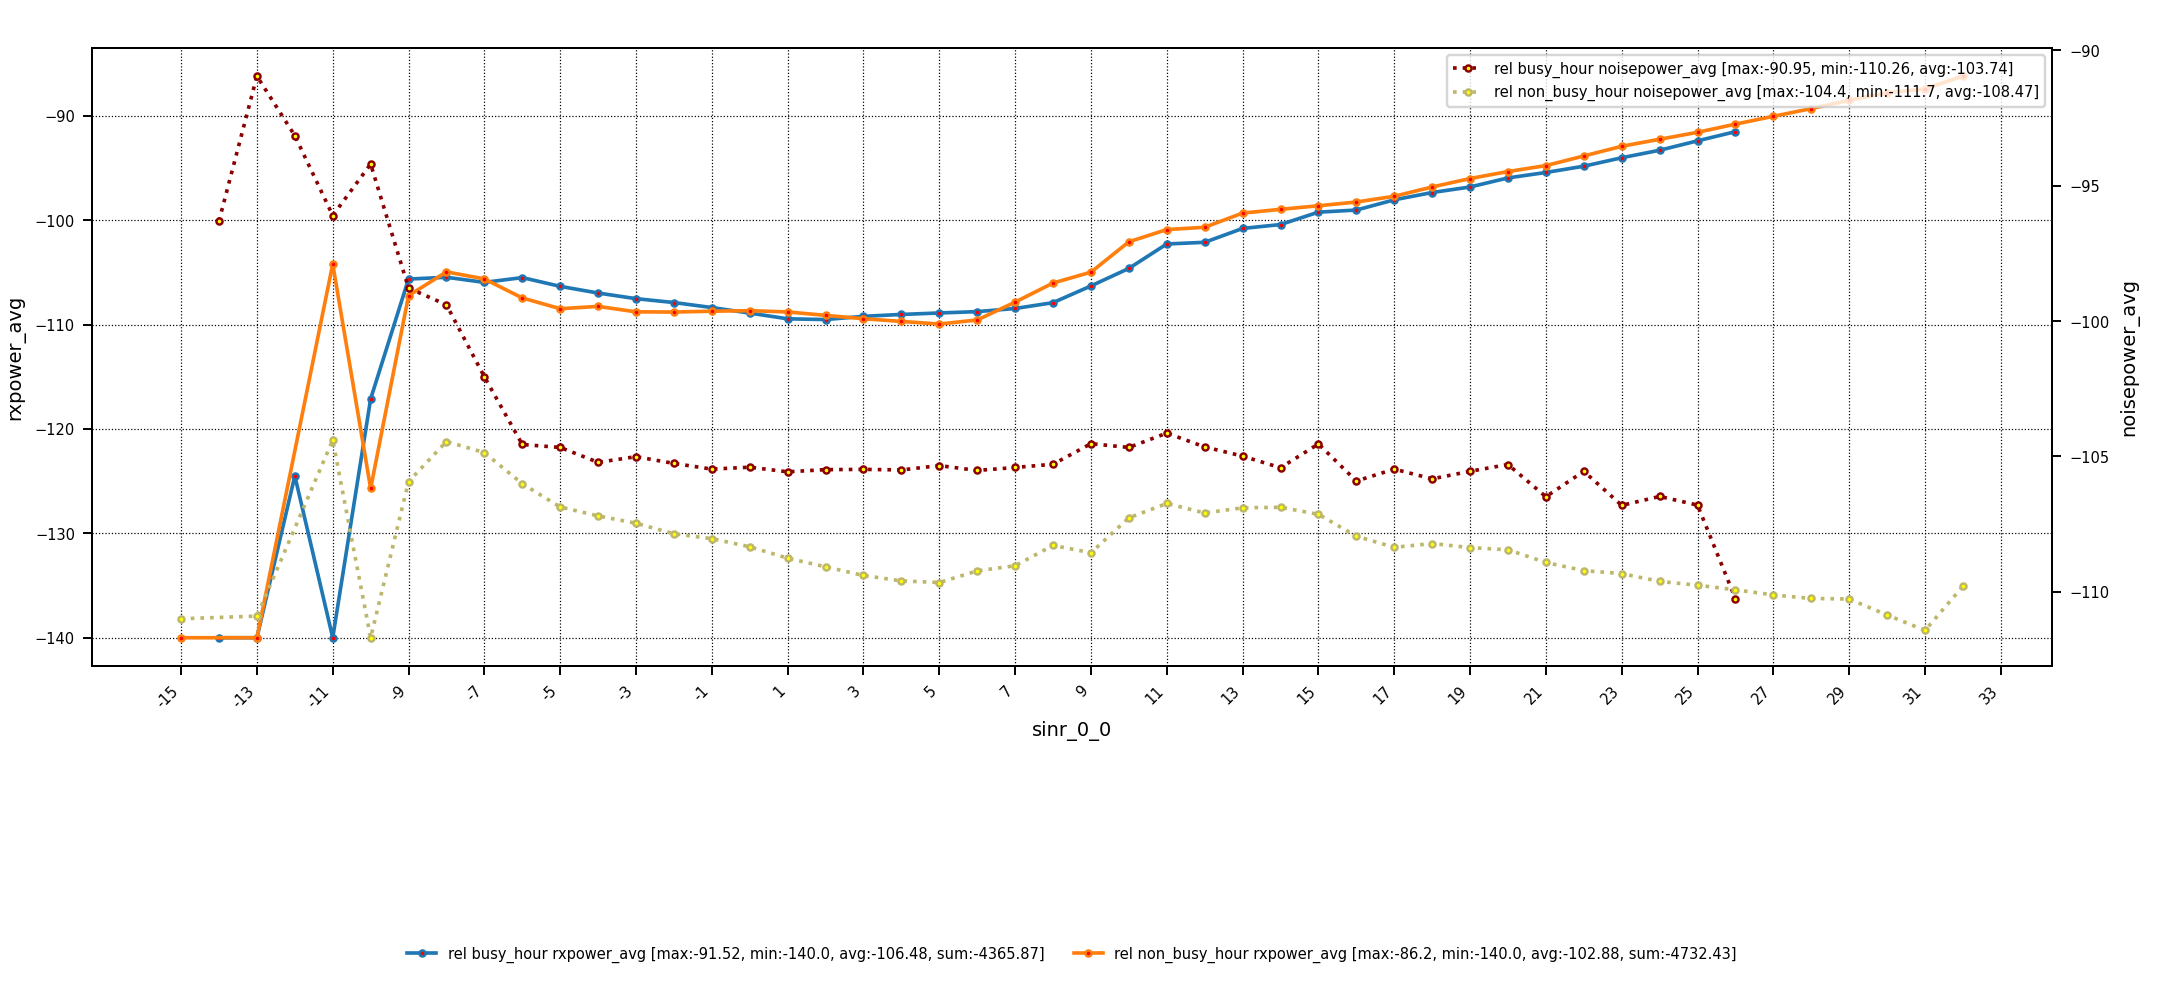 rel busy_hour noisepower_avg [max:-90.95, min:-110.26, avg:-103.74]
rel non_busy_hour noisepower_avg [max:-104.4, min:-111.7, avg:-108.47]
rxpower_avg
−90
−100
−110
−120
−130
−140
−90
−95
−100
−105
−110
noisepower_avg
-15 -13 -11 -9 -7 -5 -3 -1 1 3 5 7 9 11 13 15 17 19 21 23 25 27 29 31 33
sinr_0_0
rel busy_hour rxpower_avg [max:-91.52, min:-140.0, avg:-106.48, sum:-4365.87]
rel non_busy_hour rxpower_avg [max:-86.2, min:-140.0, avg:-102.88, sum:-4732.43]